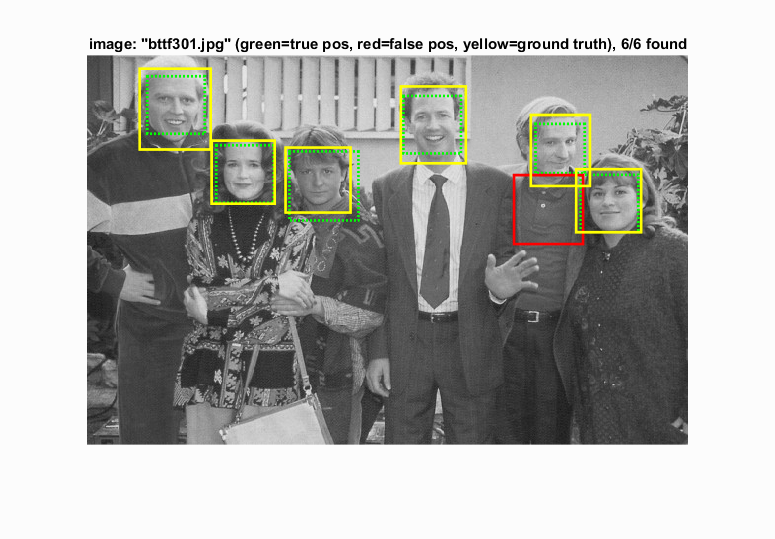 image: "bttf301.jpg" (green=true pos, red=false pos, yellow=ground truth), 6/6 found